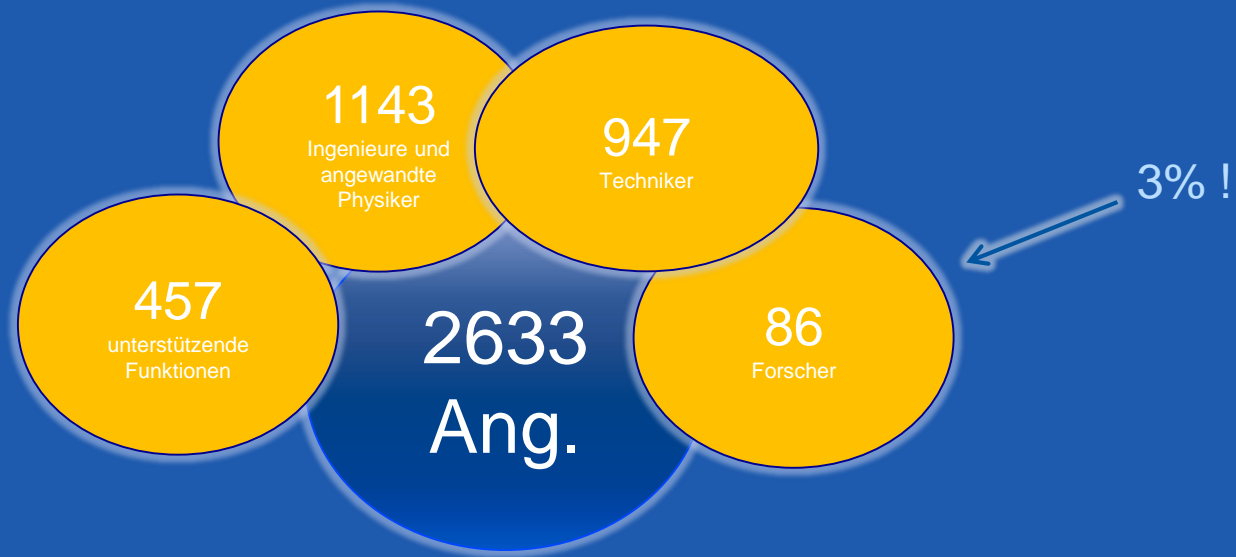 1143
Ingenieure und
angewandte
Physiker
947
Techniker
3% !
457
unterstützende
Funktionen
2633
Ang.
86
Forscher